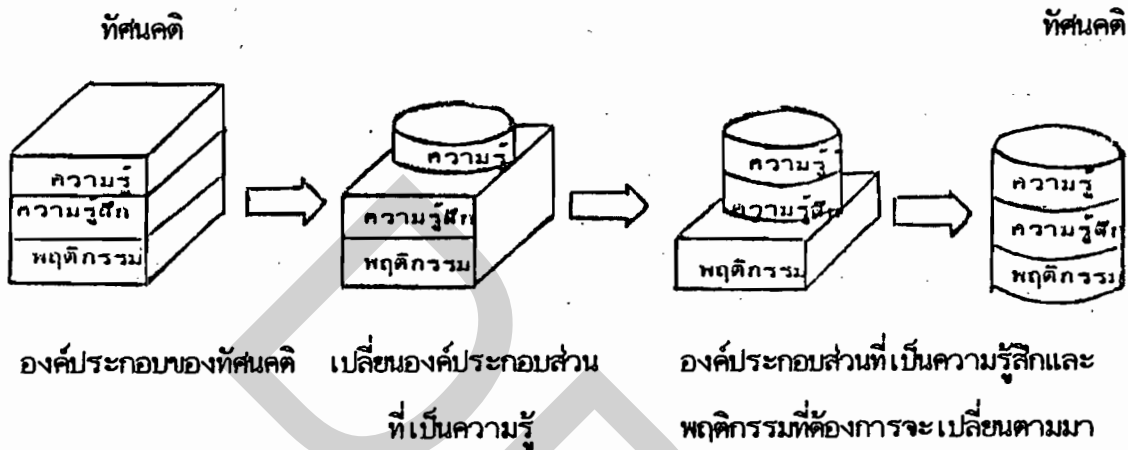 ทัศนคติ
ทัศนคติ
ความรู้
ความรู้สึก
พฤติกรรม
ความรู้
ความรู้สึก
พฤติกรรม
ความรู้
ความรู้สึก
พฤติกรรม
ความรู้
ความรู้สึก
พฤติกรรม
องค์ประกอบของทัศนคติ
เปลี่ยนองค์ประกอบส่วน
ที่เป็นความรู้
องค์ประกอบส่วนที่เป็นความรู้สึกและ
พฤติกรรมที่ต้องการจะเปลี่ยนตามมา